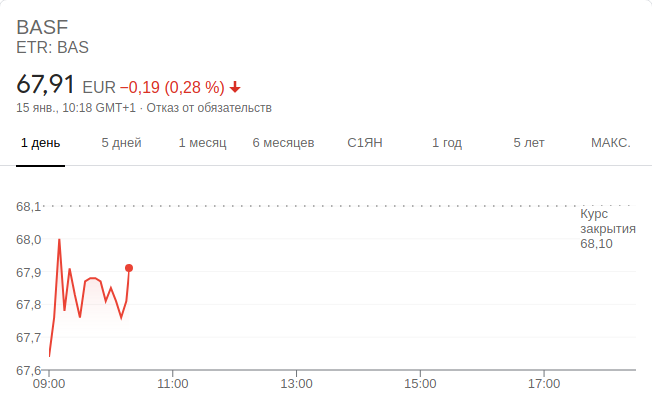 BASF
ETR: BAS
67,91 EUR −0,19 (0,28 %)
15 янв., 10:18 GMT+1 · Отказ от обязательств
1 день 5 дней 1 месяц 6 месяцев С1ЯН 1 год 5 лет МАКС.
68,1
Курс
закрытия
68,10
68,0
67,9
67,8
67,7
67,6
09:00 11:00 13:00 15:00 17:00